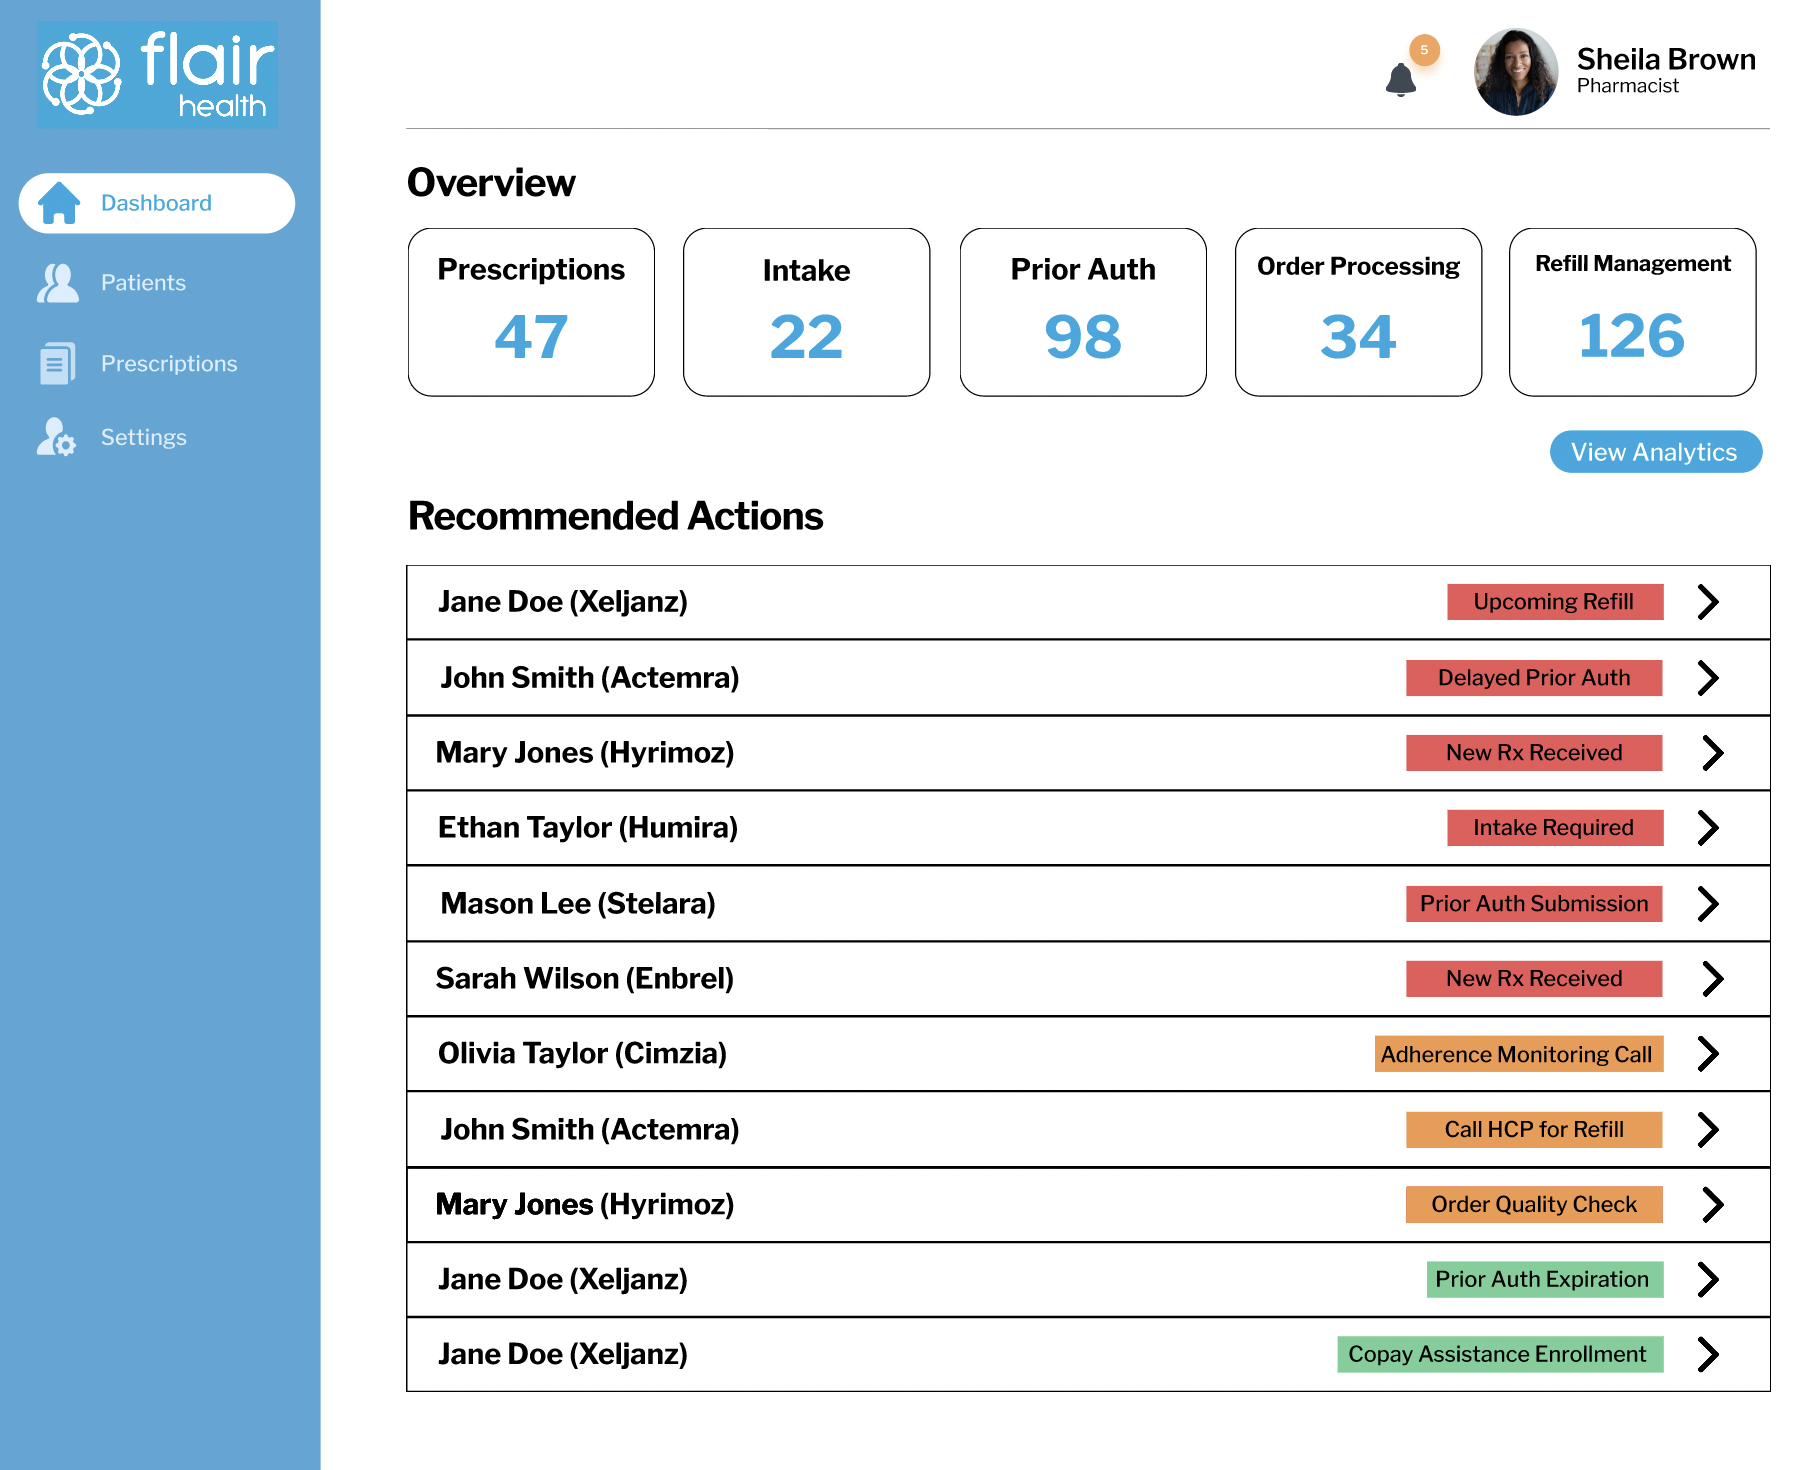 flair
health
5
Sheila Brown
Pharmacist
Dashboard
Patients
Prescriptions
Settings
Overview
Prescriptions
47
Intake
22
Prior Auth
98
Order Processing
34
Refill Management
126
View Analytics
Recommended Actions
Jane Doe (Xeljanz) Upcoming Refill
John Smith (Actemra) Delayed Prior Auth
Mary Jones (Hyrimoz) New Rx Received
Ethan Taylor (Humira) Intake Required
Mason Lee (Stelara) Prior Auth Submission
Sarah Wilson (Enbrel) New Rx Received
Olivia Taylor (Cimzia) Adherence Monitoring Call
John Smith (Actemra) Call HCP for Refill
Mary Jones (Hyrimoz) Order Quality Check
Jane Doe (Xeljanz) Prior Auth Expiration
Jane Doe (Xeljanz) Copay Assistance Enrollment